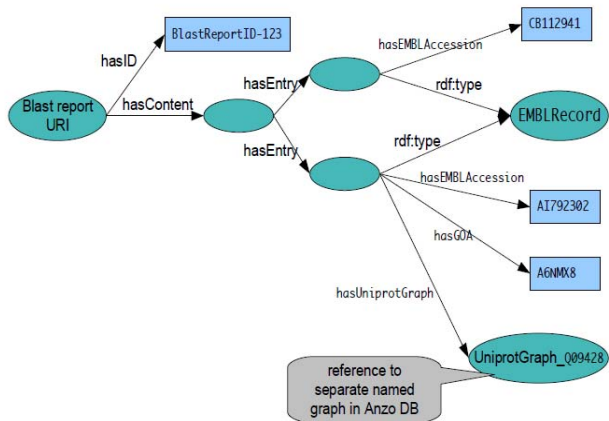 BlastReportID-123
CB112941
hasEMBLAccession
hasID
hasEntry
rdf:type
Blast report
URI
hasContent
EMBLRecord
hasEntry
rdf:type
hasEMBLAccession
AI792302
hasGOA
A6NMX8
hasUniprotGraph
UniprotGraph_Q09428
reference to
separate named
graph in Anzo DB